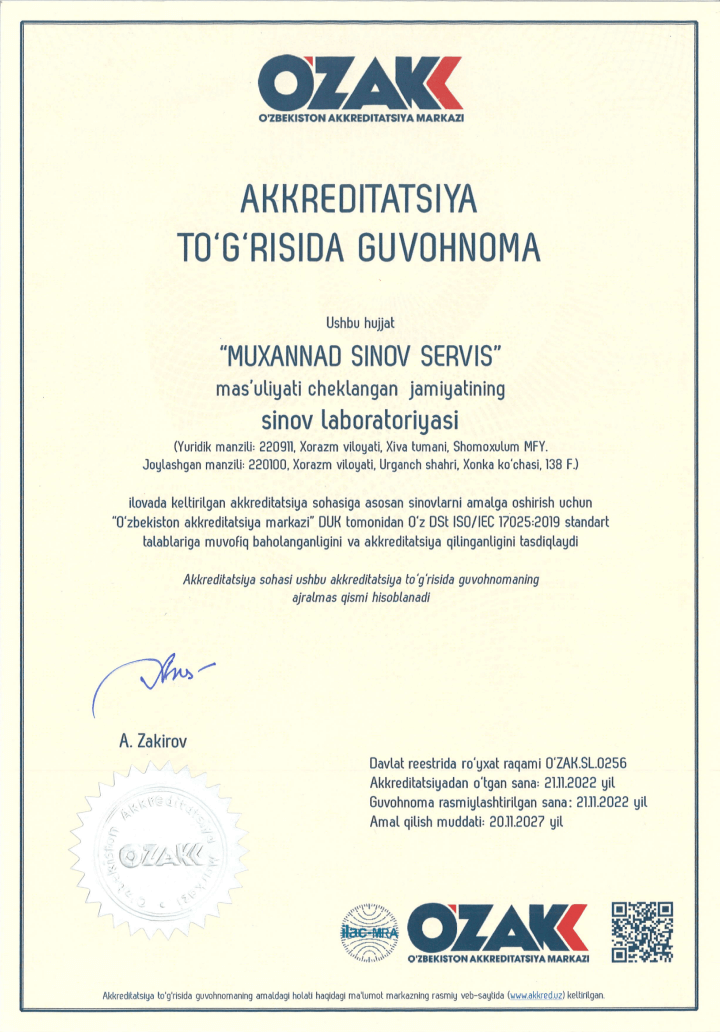 O'ZAKK
O'ZBEKISTON AKKREDITATSIYA MARKAZI
AKKREDITATSIYA
TO‘G‘RISIDA GUVOHNOMA
Ushbu hujjat
“MUXANNAD SINOV SERVIS”
mas’uliyati cheklangan jamiyatining
sinov laboratoriyasi
(Yuridik manzili: 220911, Xorazm viloyati, Xiva tumani, Shomoxulum MFY.
Joylashgan manzili: 220100, Xorazm viloyati, Urganch shahri, Xonka ko‘chasi, 138 F.)
ilovada keltirilgan akkreditatsiya sohasiga asosan sinovlarni amalga oshirish uchun
“O‘zbekiston akkreditatsiya markazi” DUK tomonidan O‘z DSt ISO/IEC 17025:2019 standart
talablariga muvofiq baholanganligini va akkreditatsiya qilinganligini tasdiqlaydi
Akkreditatsiya sohasi ushbu akkreditatsiya to‘g‘risida guvohnomaning
ajralmas qismi hisoblanadi
A. Zakirov
Davlat reestrida ro‘yxat raqami O‘ZAK.SL.0256
Akkreditatsiyadan o‘tgan sana: 21.11.2022 yil
Guvohnoma rasmiylashtirilgan sana: 21.11.2022 yil
Amal qilish muddati: 20.11.2027 yil
O'ZAKK
ilac-MRA
O'ZAKK
O'ZBEKISTON AKKREDITATSIYA MARKAZI
Akkreditatsiya to‘g‘risida guvohnomaning amaldagi holati haqidagi ma’lumot markazning rasmiy veb-saytida (www.akkred.uz) keltirilgan.